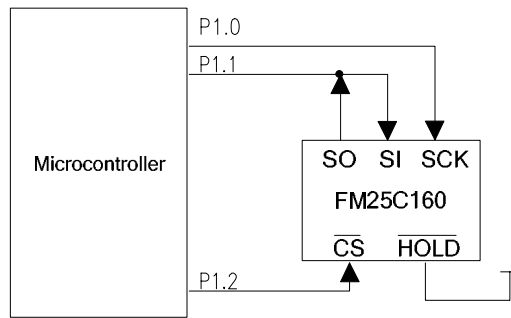 P1.0
P1.1
Microcontroller
SO SI SCK
FM25C160
CS HOLD
P1.2